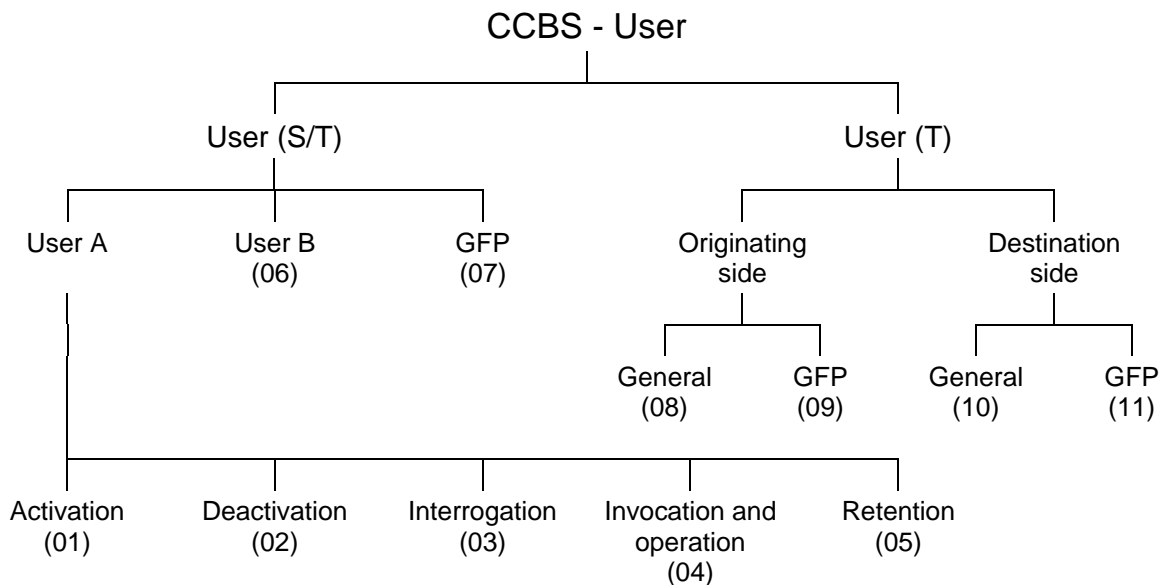 CCBS - User
User (S/T)
User (T)
User A
User B
(06)
GFP
(07)
Originating
side
Destination
side
General
(08)
GFP
(09)
General
(10)
GFP
(11)
Activation
(01)
Deactivation
(02)
Interrogation
(03)
Invocation and
operation
(04)
Retention
(05)